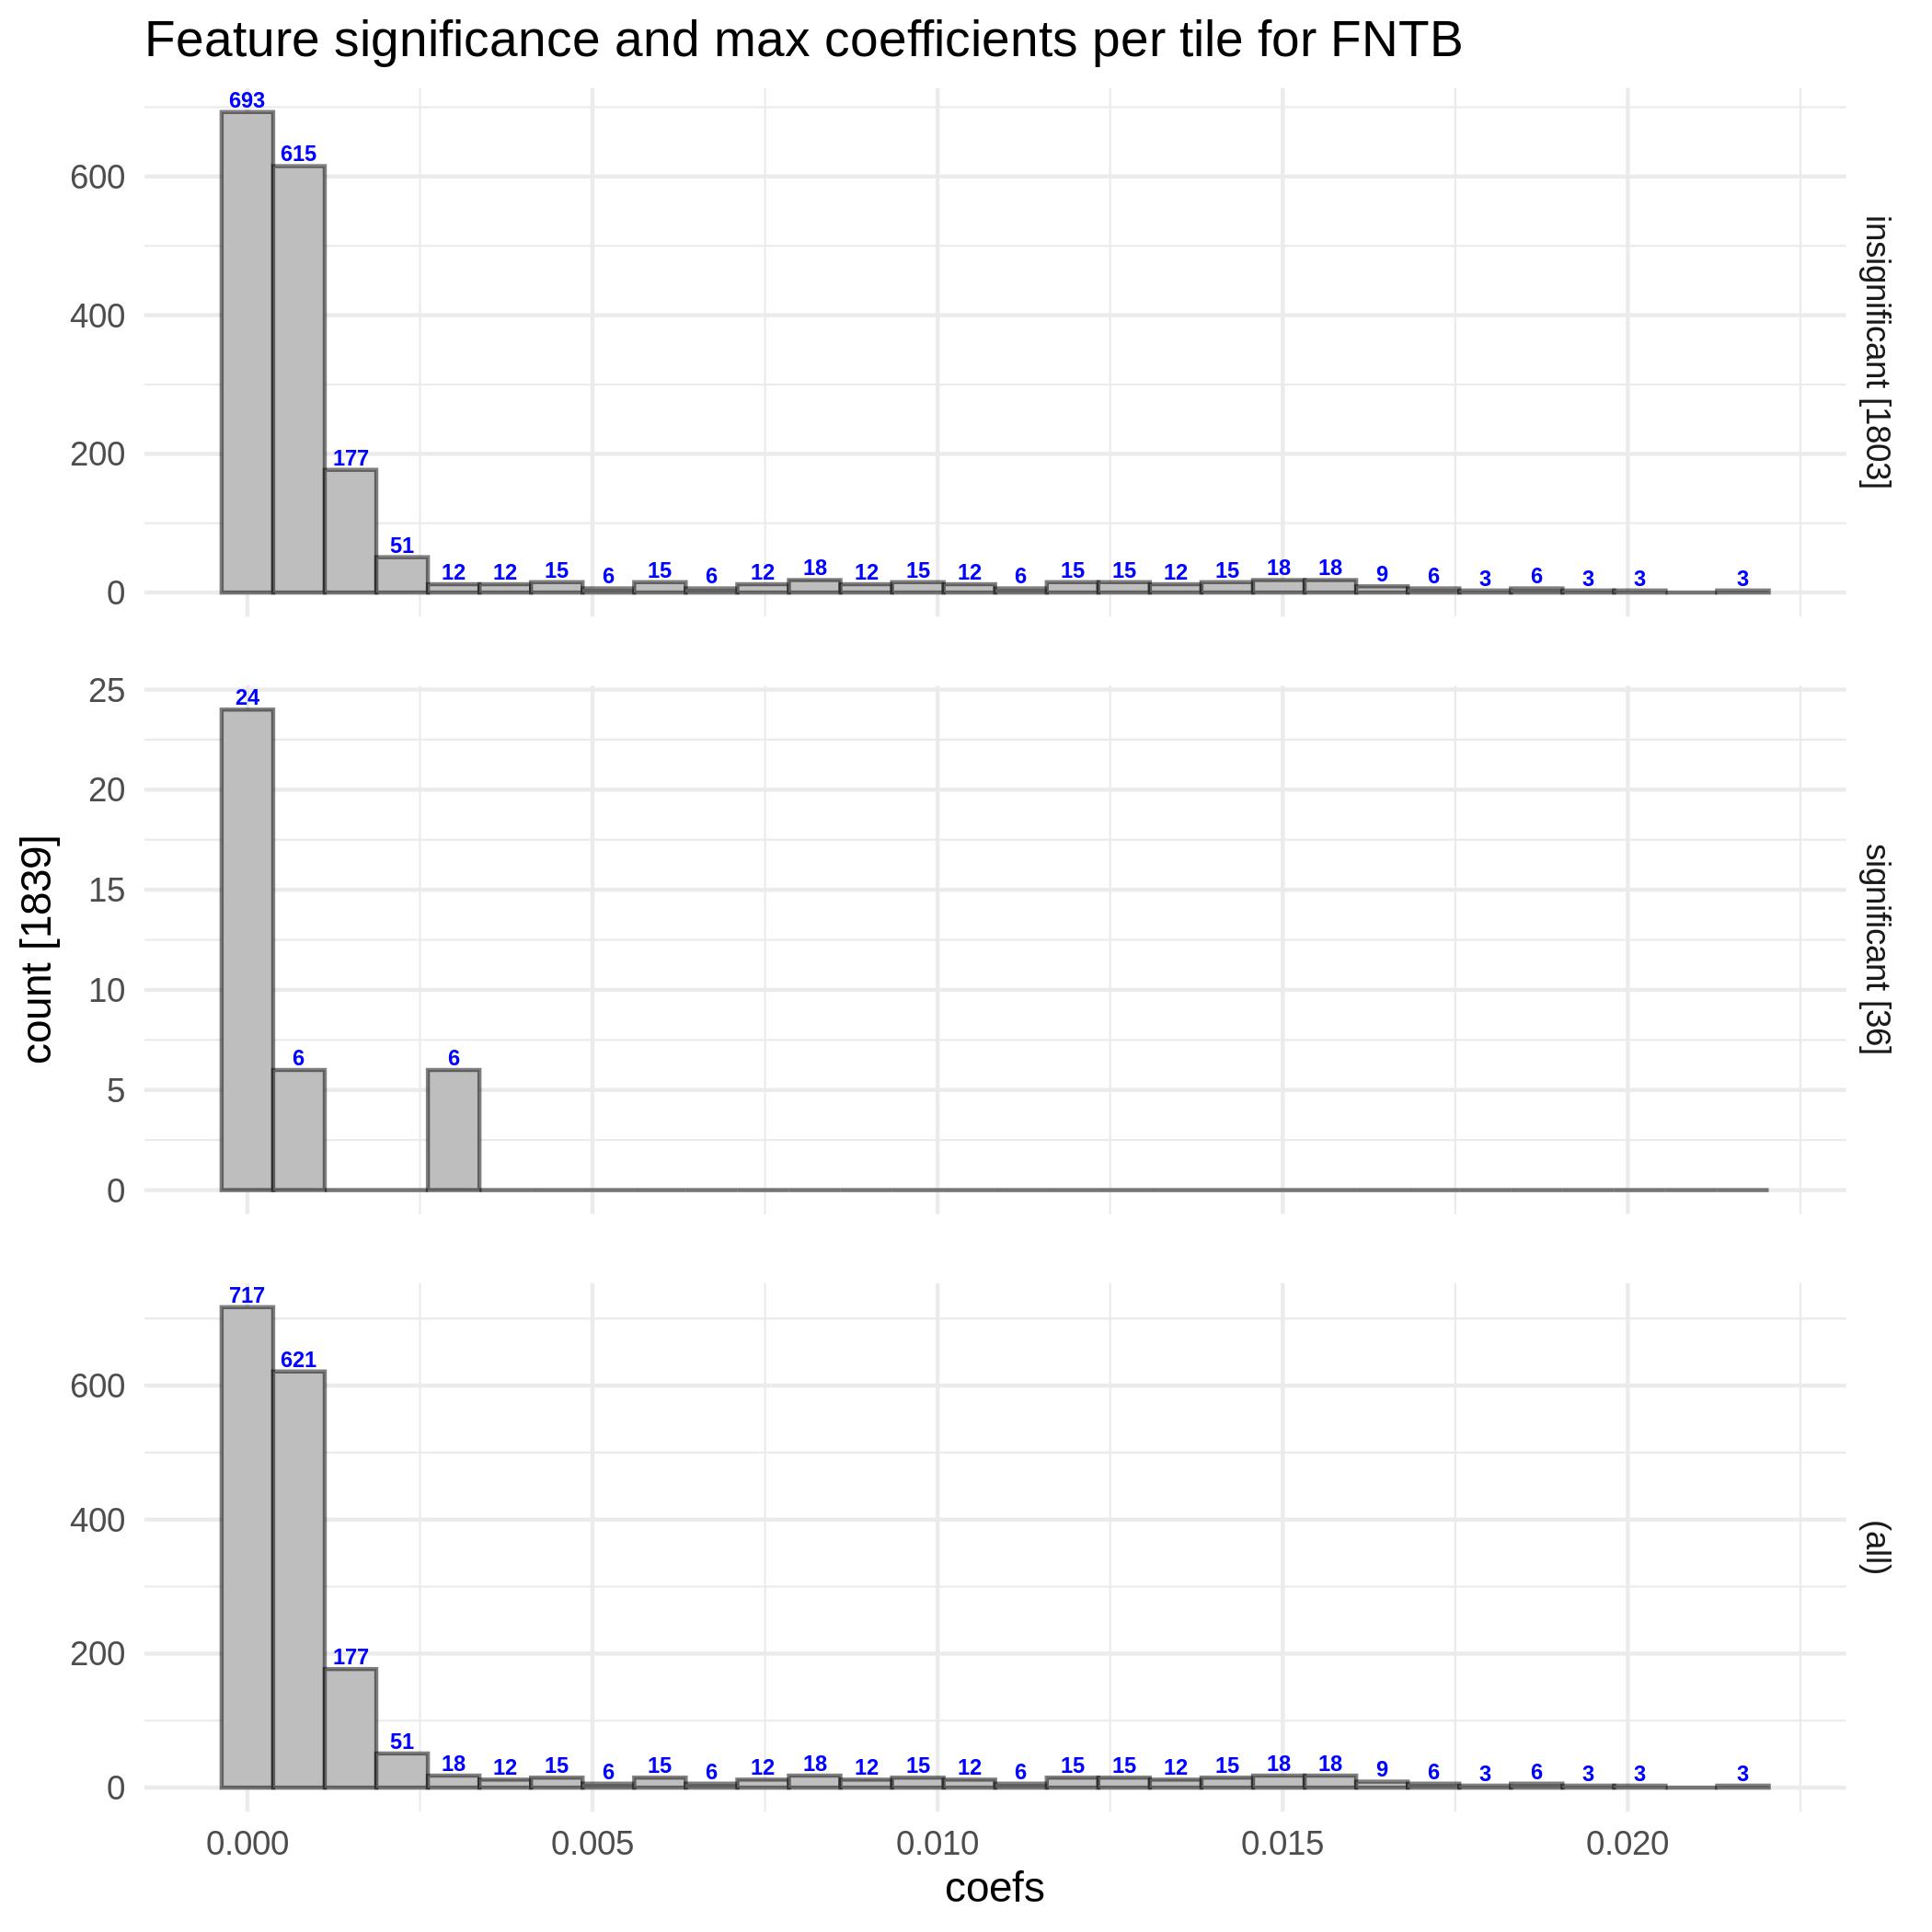 Feature significance and max coefficients per tile for FNTB
693
615
600
insignificant [1803]
400
200
177
51
12 12 15 6 15 6 12 18 12 15 12 6 15 15 12 15 18 18 9 6 3 6 3 3 3
0
25
24
20
count [1839]
significant [36]
15
10
6 6
5
0
717
621
600
(all)
400
200
177
51
18 12 15 6 15 6 12 18 12 15 12 6 15 15 12 15 18 18 9 6 3 6 3 3 3
0
0.000 0.005 0.010 0.015 0.020
coefs